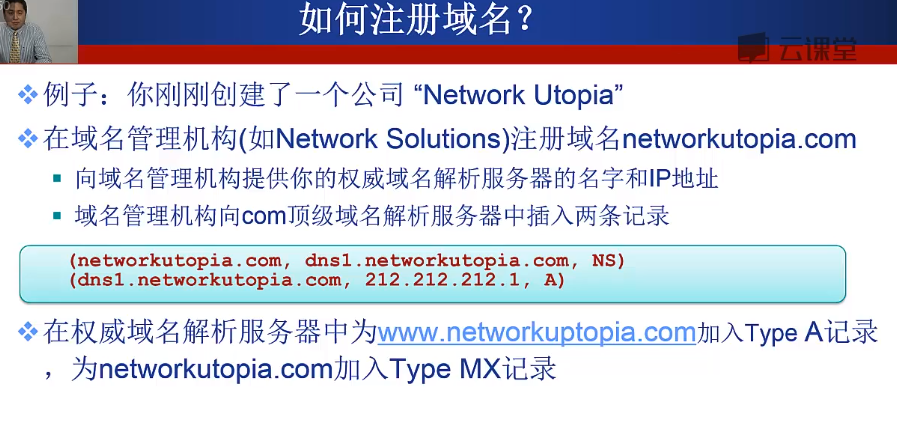 如何注册域名?
云课堂
❖例子：你刚刚创建了一个公司 “Network Utopia”
❖在域名管理机构(如Network Solutions)注册域名networkutopia.com
▪ 向域名管理机构提供你的权威域名解析服务器的名字和IP地址
▪ 域名管理机构向com顶级域名解析服务器中插入两条记录
(networkutopia.com, dns1.networkutopia.com, NS)
(dns1.networkutopia.com, 212.212.212.1, A)
❖在权威域名解析服务器中为www.networkuptopia.com加入Type A记录
，为networkutopia.com加入Type MX记录